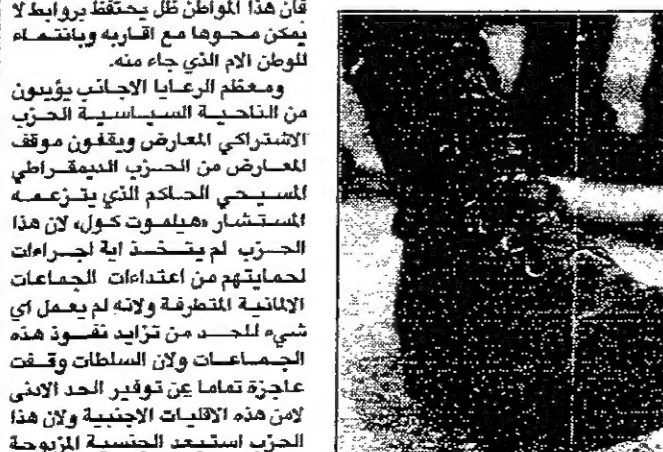 فان هذا المواطن ظل يحتفظ بروابط لا
يمكن محوها مع اقاربه وبانتماء
للوطن الام الذي جاء منه.
ومعظم الرعايا الاجانب يؤيدون
من الناحية السياسية الحزب
الاشتراكي المعارض ويقفون موقف
المعارض من الحزب الديمقراطي
المسيحي الحاكم الذي يتزعمه
المستشار «هيلموت كول» لان هذا
الحزب لم يتخذ اية اجراءات
لحمايتهم من اعتداءات الجماعات
الالمانية المتطرفة ولانه لم يعمل اي
شيء للحد من تزايد نفوذ هذه
الجماعات ولان السلطات وقفت
عاجزة تماما عن توفير الحد الادنى
لامن هذه الاقليات الاجنبية ولان هذا
الحزب استبعد الجنسية المزدوجة